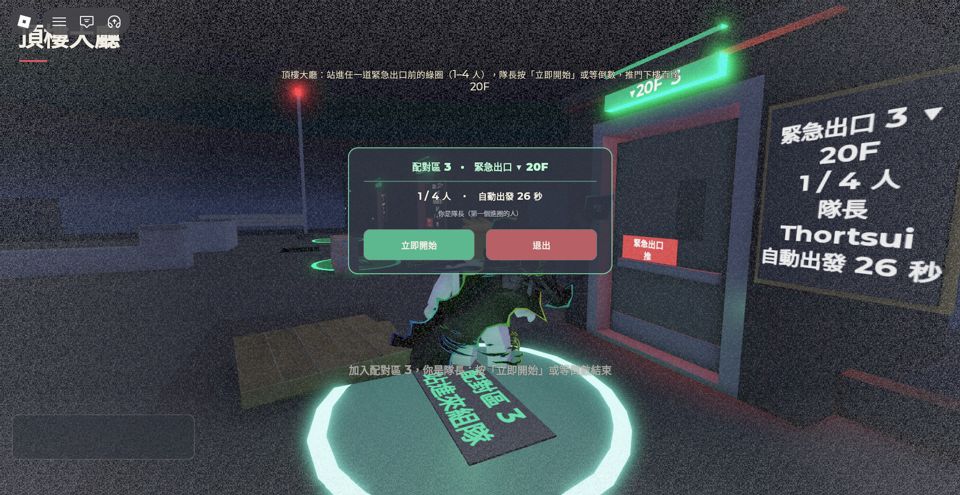 頂樓大廳
頂樓大廳：站進任一道緊急出口前的綠圈（1–4 人），隊長按「立即開始」或等倒數，推門下樓
20F
▼20F 3
配對區 3 • 緊急出口 ▼ 20F
1 / 4 人 • 自動出發 26 秒
你是隊長（第一個進圈的人）
立即開始
退出
緊急出口
推
緊急出口 3 ▼
20F
1 / 4 人
隊長
Thortsui
自動出發 26 秒
加入配對區 3，你是隊長：按「立即開始」或等倒數結束
配對區 3
站進來組隊